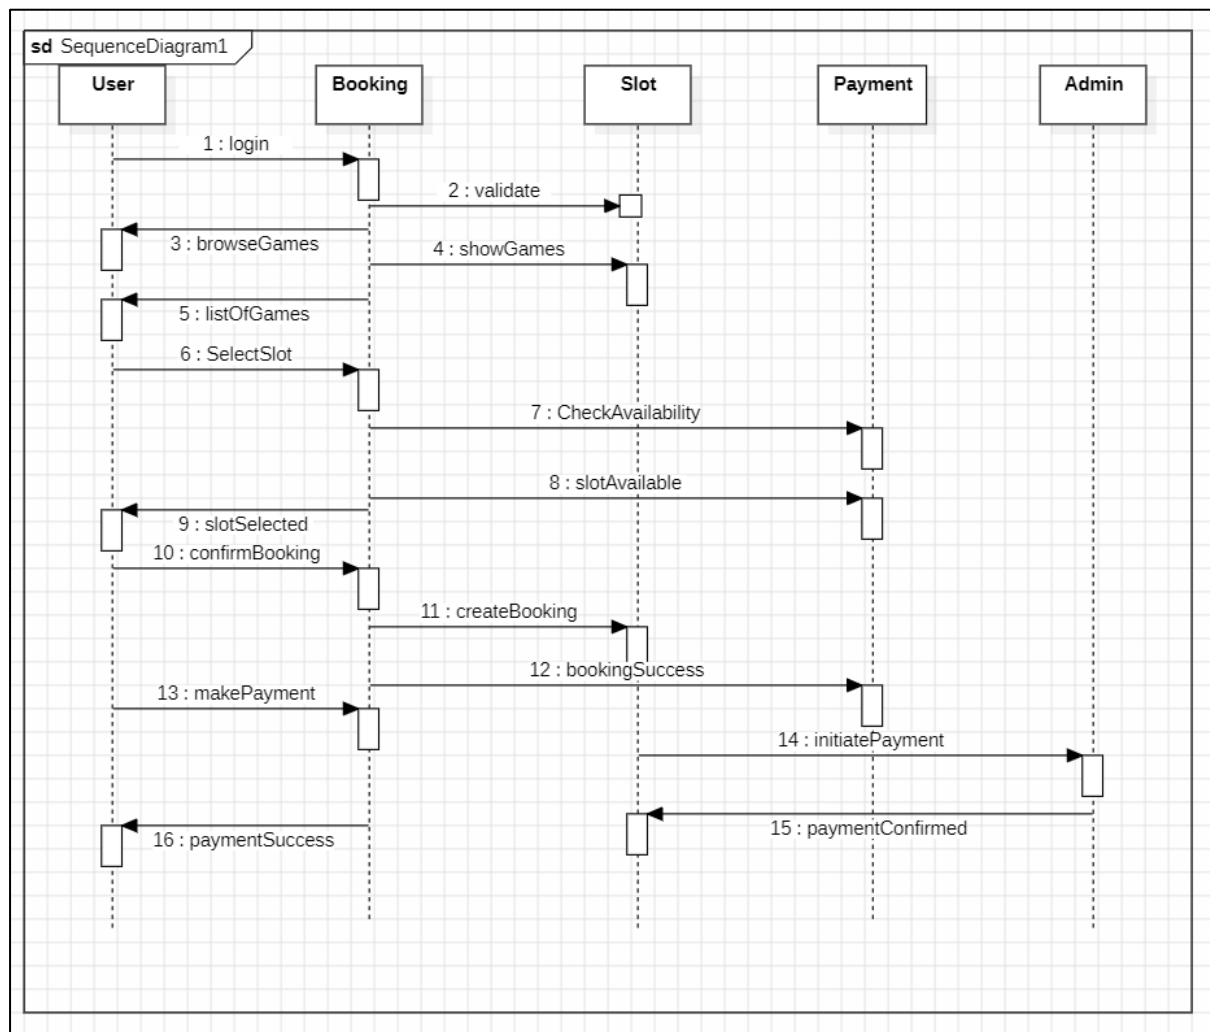 sd SequenceDiagram1
User
Booking
Slot
Payment
Admin
1 : login
2 : validate
3 : browseGames
4 : showGames
5 : listOfGames
6 : SelectSlot
7 : CheckAvailability
8 : slotAvailable
9 : slotSelected
10 : confirmBooking
11 : createBooking
12 : bookingSuccess
13 : makePayment
14 : initiatePayment
15 : paymentConfirmed
16 : paymentSuccess